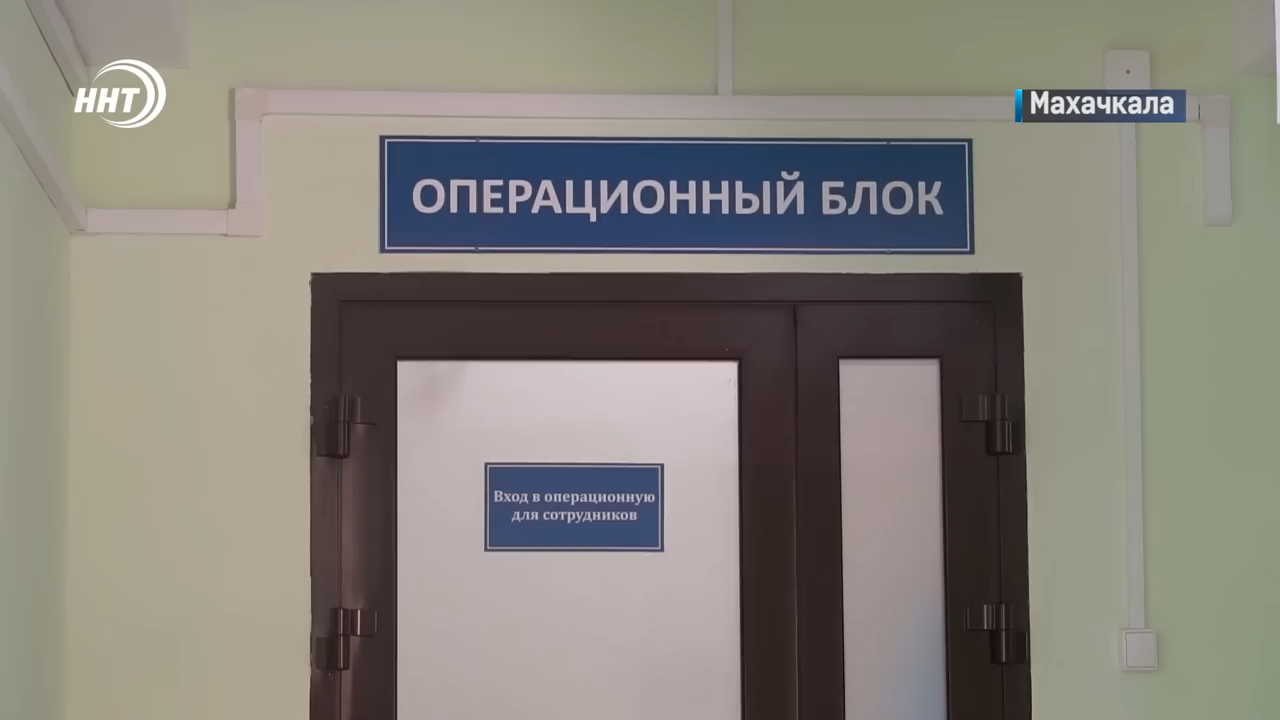 ННТ
Махачкала
ОПЕРАЦИОННЫЙ БЛОК
Вход в операционную
для сотрудников